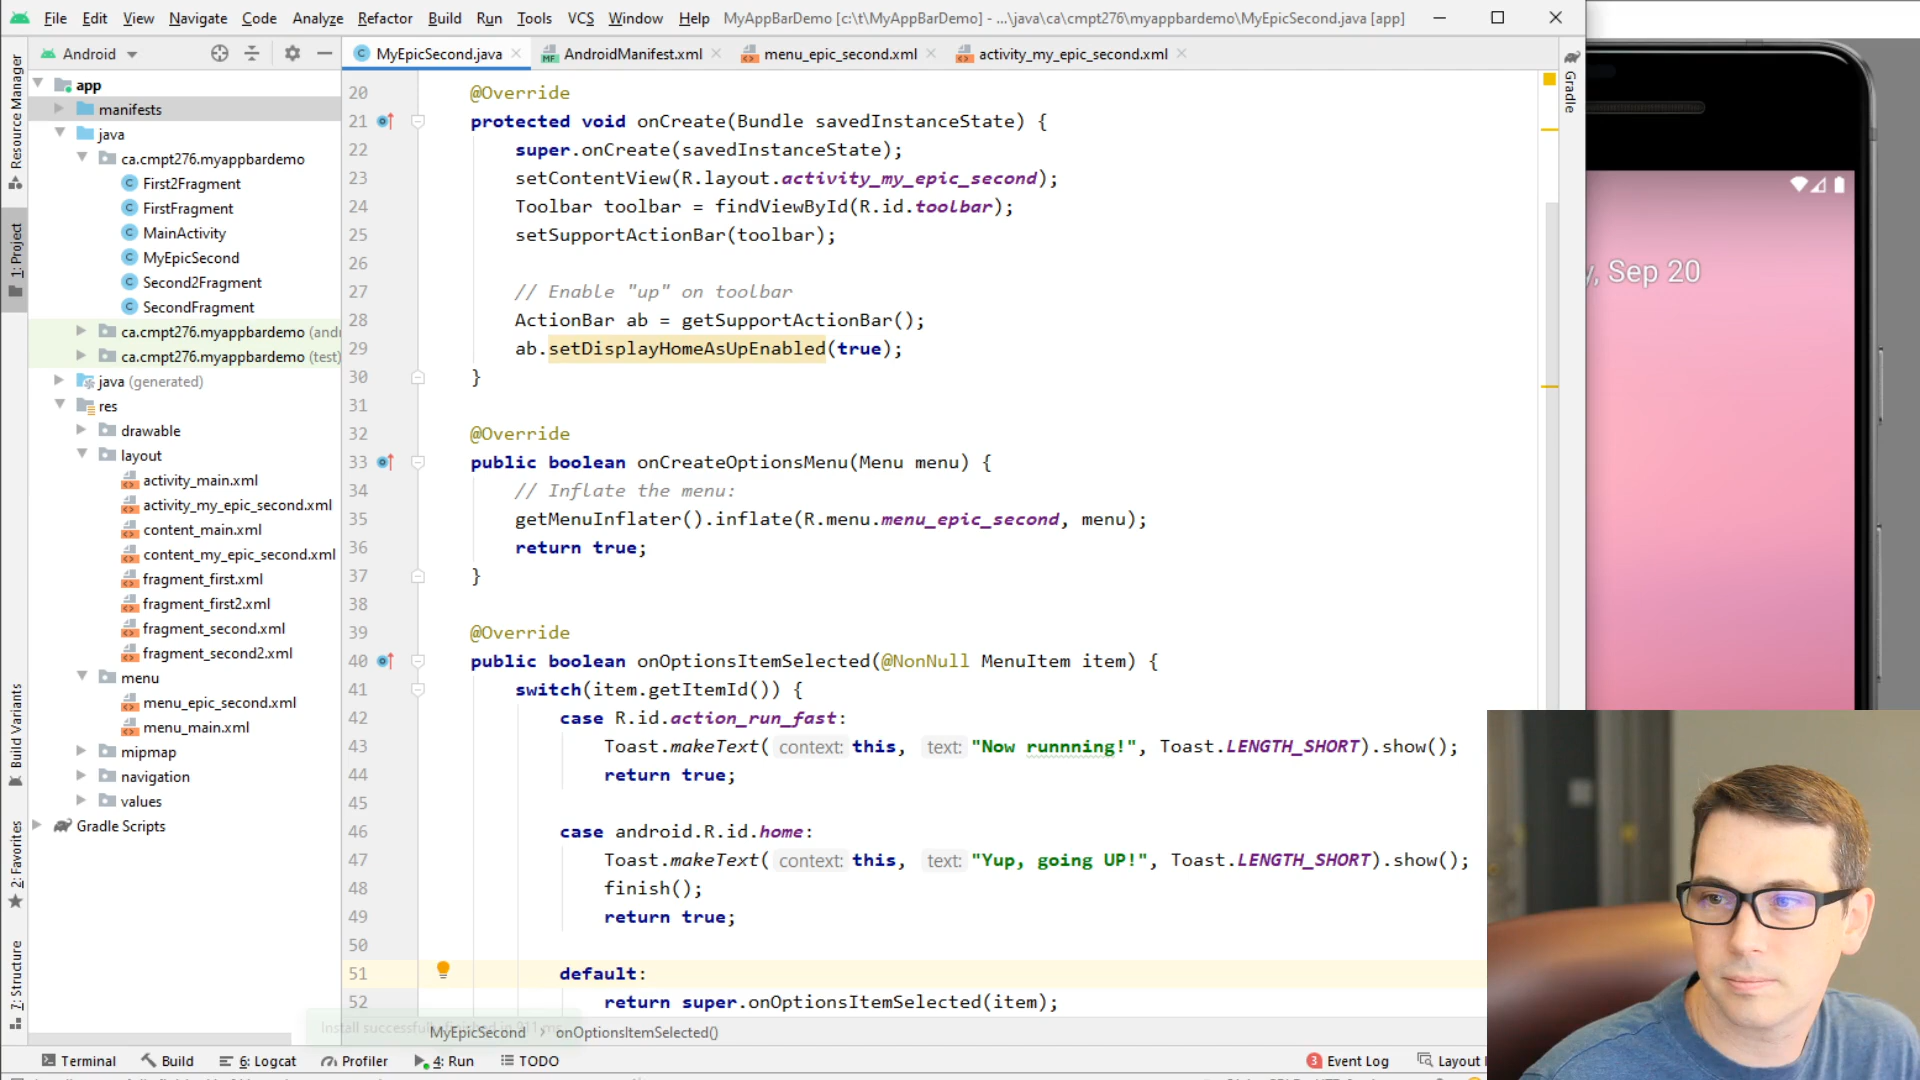 File Edit View Navigate Code Analyze Refactor Build Run Tools VCS Window Help MyAppBarDemo [c:\t\MyAppBarDemo] - ...\java\ca\cmpt276\myappbardemo\MyEpicSecond.java [app]
Android
MyEpicSecond.java AndroidManifest.xml menu_epic_second.xml activity_my_epic_second.xml
Resource Manager
1: Project
Build Variants
2: Favorites
7: Structure
Gradle
app
manifests
java
ca.cmpt276.myappbardemo
First2Fragment
FirstFragment
MainActivity
MyEpicSecond
Second2Fragment
SecondFragment
ca.cmpt276.myappbardemo
ca.cmpt276.myappbardemo (test)
java (generated)
res
drawable
layout
activity_main.xml
activity_my_epic_second.xml
content_main.xml
content_my_epic_second.xml
fragment_first.xml
fragment_first2.xml
fragment_second.xml
fragment_second2.xml
menu
menu_epic_second.xml
menu_main.xml
mipmap
navigation
values
Gradle Scripts
20 @Override
21 protected void onCreate(Bundle savedInstanceState) {
22 super.onCreate(savedInstanceState);
23 setContentView(R.layout.activity_my_epic_second);
24 Toolbar toolbar = findViewById(R.id.toolbar);
25 setSupportActionBar(toolbar);
26
27 // Enable "up" on toolbar
28 ActionBar ab = getSupportActionBar();
29 ab.setDisplayHomeAsUpEnabled(true);
30 }
31
32 @Override
33 public boolean onCreateOptionsMenu(Menu menu) {
34 // Inflate the menu:
35 getMenuInflater().inflate(R.menu.menu_epic_second, menu);
36 return true;
37 }
38
39 @Override
40 public boolean onOptionsItemSelected(@NonNull MenuItem item) {
41 switch(item.getItemId()) {
42 case R.id.action_run_fast:
43 Toast.makeText( context: this, text: "Now runnning!", Toast.LENGTH_SHORT).show();
44 return true;
45
46 case android.R.id.home:
47 Toast.makeText( context: this, text: "Yup, going UP!", Toast.LENGTH_SHORT).show();
48 finish();
49 return true;
50
51 default:
52 return super.onOptionsItemSelected(item);
MyEpicSecond onOptionsItemSelected()
Terminal Build 6: Logcat Profiler 4: Run TODO 3 Event Log Layout
Sep 20